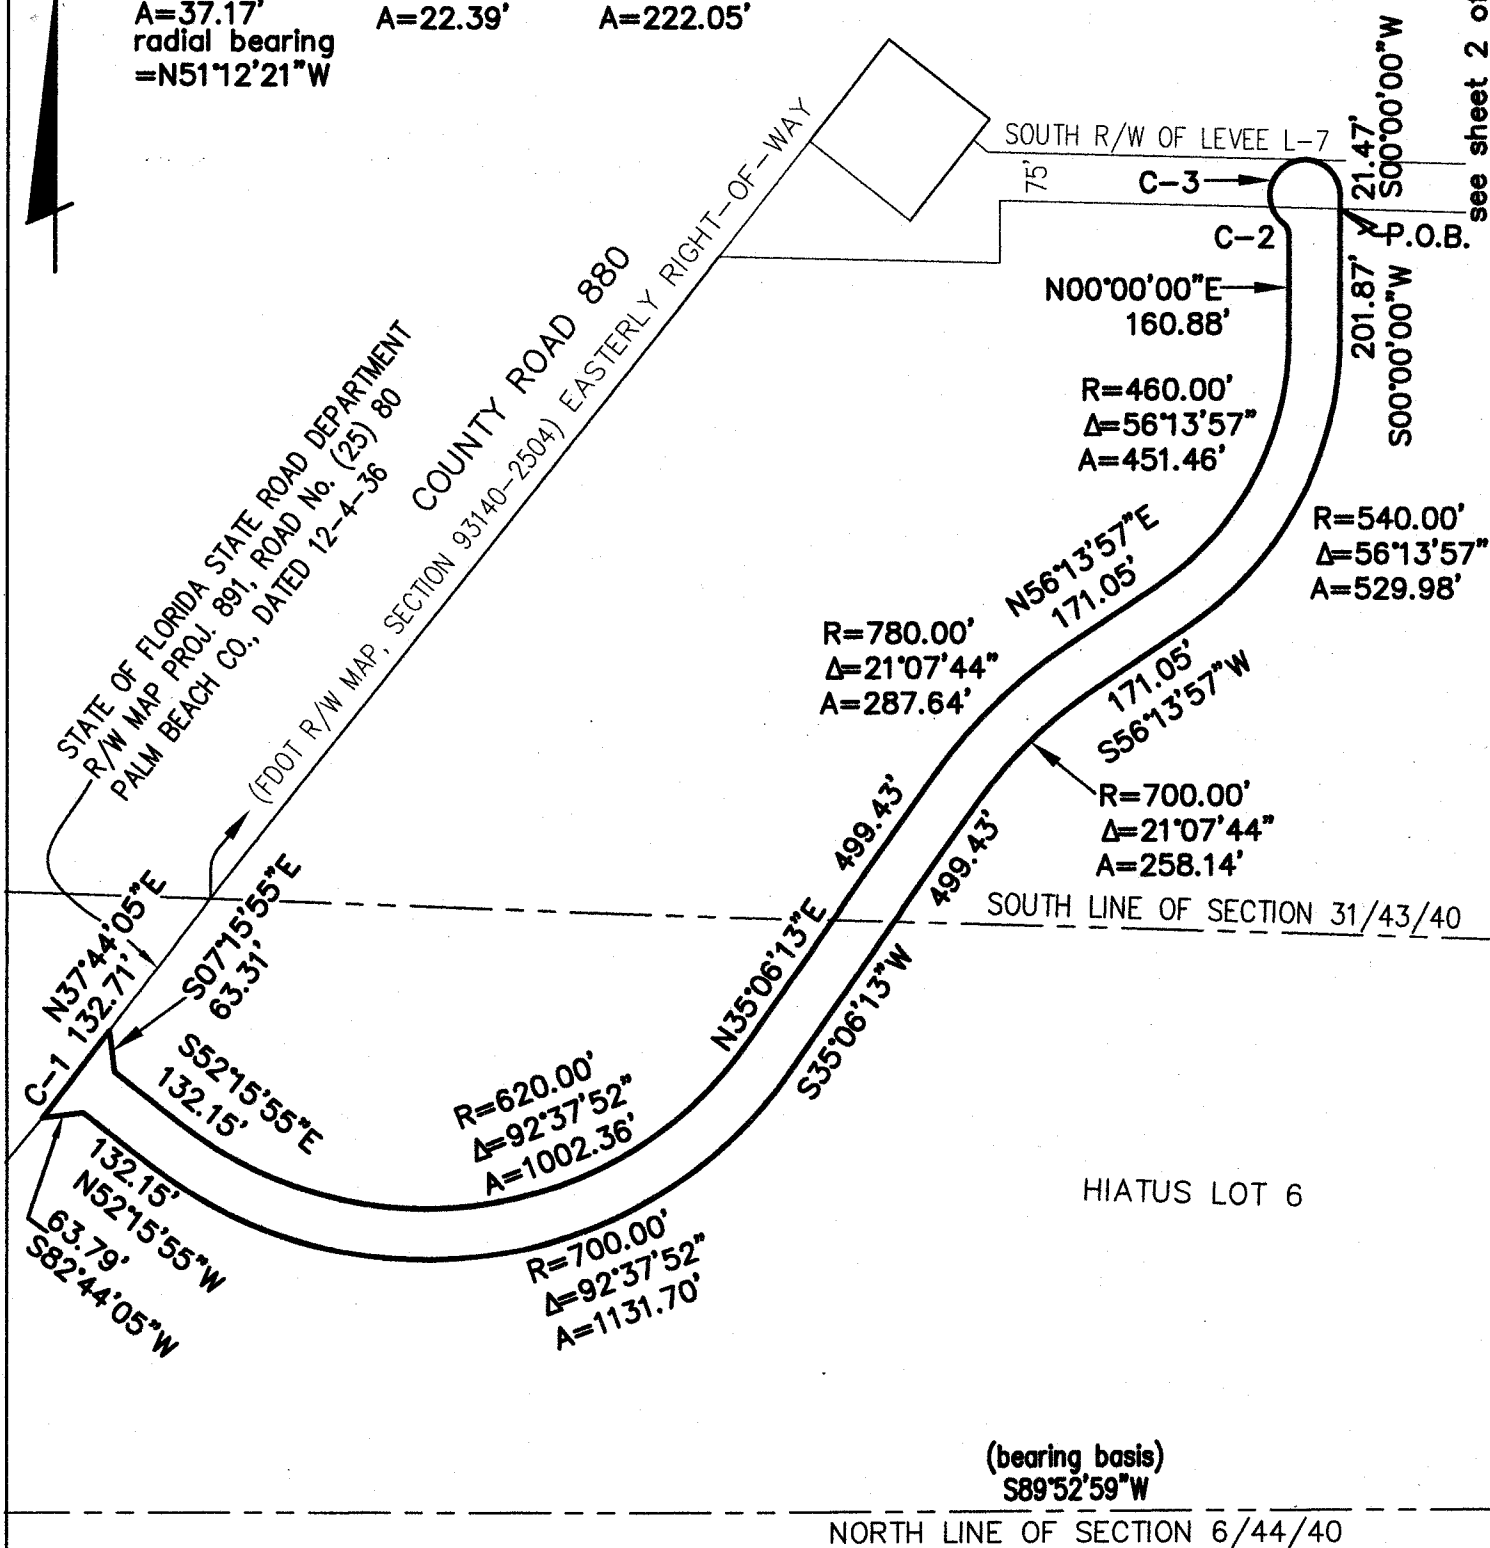 A=37.17'
radial bearing
=N51°12'21"W
A=22.39'
A=222.05'
SOUTH R/W OF LEVEE L-7
75'
C-3
21.47'
S00°00'00"W
see sheet 2 of
C-2
P.O.B.
N00°00'00"E
160.88'
201.87'
S00°00'00"W
COUNTY ROAD 880
(FDOT R/W MAP, SECTION 93140-2504) EASTERLY RIGHT-OF-WAY
STATE OF FLORIDA STATE ROAD DEPARTMENT
R/W MAP PROJ. 891, ROAD No. (25) 80
PALM BEACH CO., DATED 12-4-36
R=460.00'
Δ=56°13'57"
A=451.46'
R=540.00'
Δ=56°13'57"
A=529.98'
N56°13'57"E
171.05'
R=780.00'
Δ=21°07'44"
A=287.64'
171.05'
S56°13'57"W
R=700.00'
Δ=21°07'44"
A=258.14'
499.43'
499.43'
SOUTH LINE OF SECTION 31/43/40
N35°06'13"E
S35°06'13"W
N37°44'05"E
132.71'
C-1
S07°15'55"E
63.31'
S52°15'55"E
132.15'
R=620.00'
Δ=92°37'52"
A=1002.36'
132.15'
N52°15'55"W
63.79'
S82°44'05"W
R=700.00'
Δ=92°37'52"
A=1131.70'
HIATUS LOT 6
(bearing basis)
S89°52'59"W
NORTH LINE OF SECTION 6/44/40